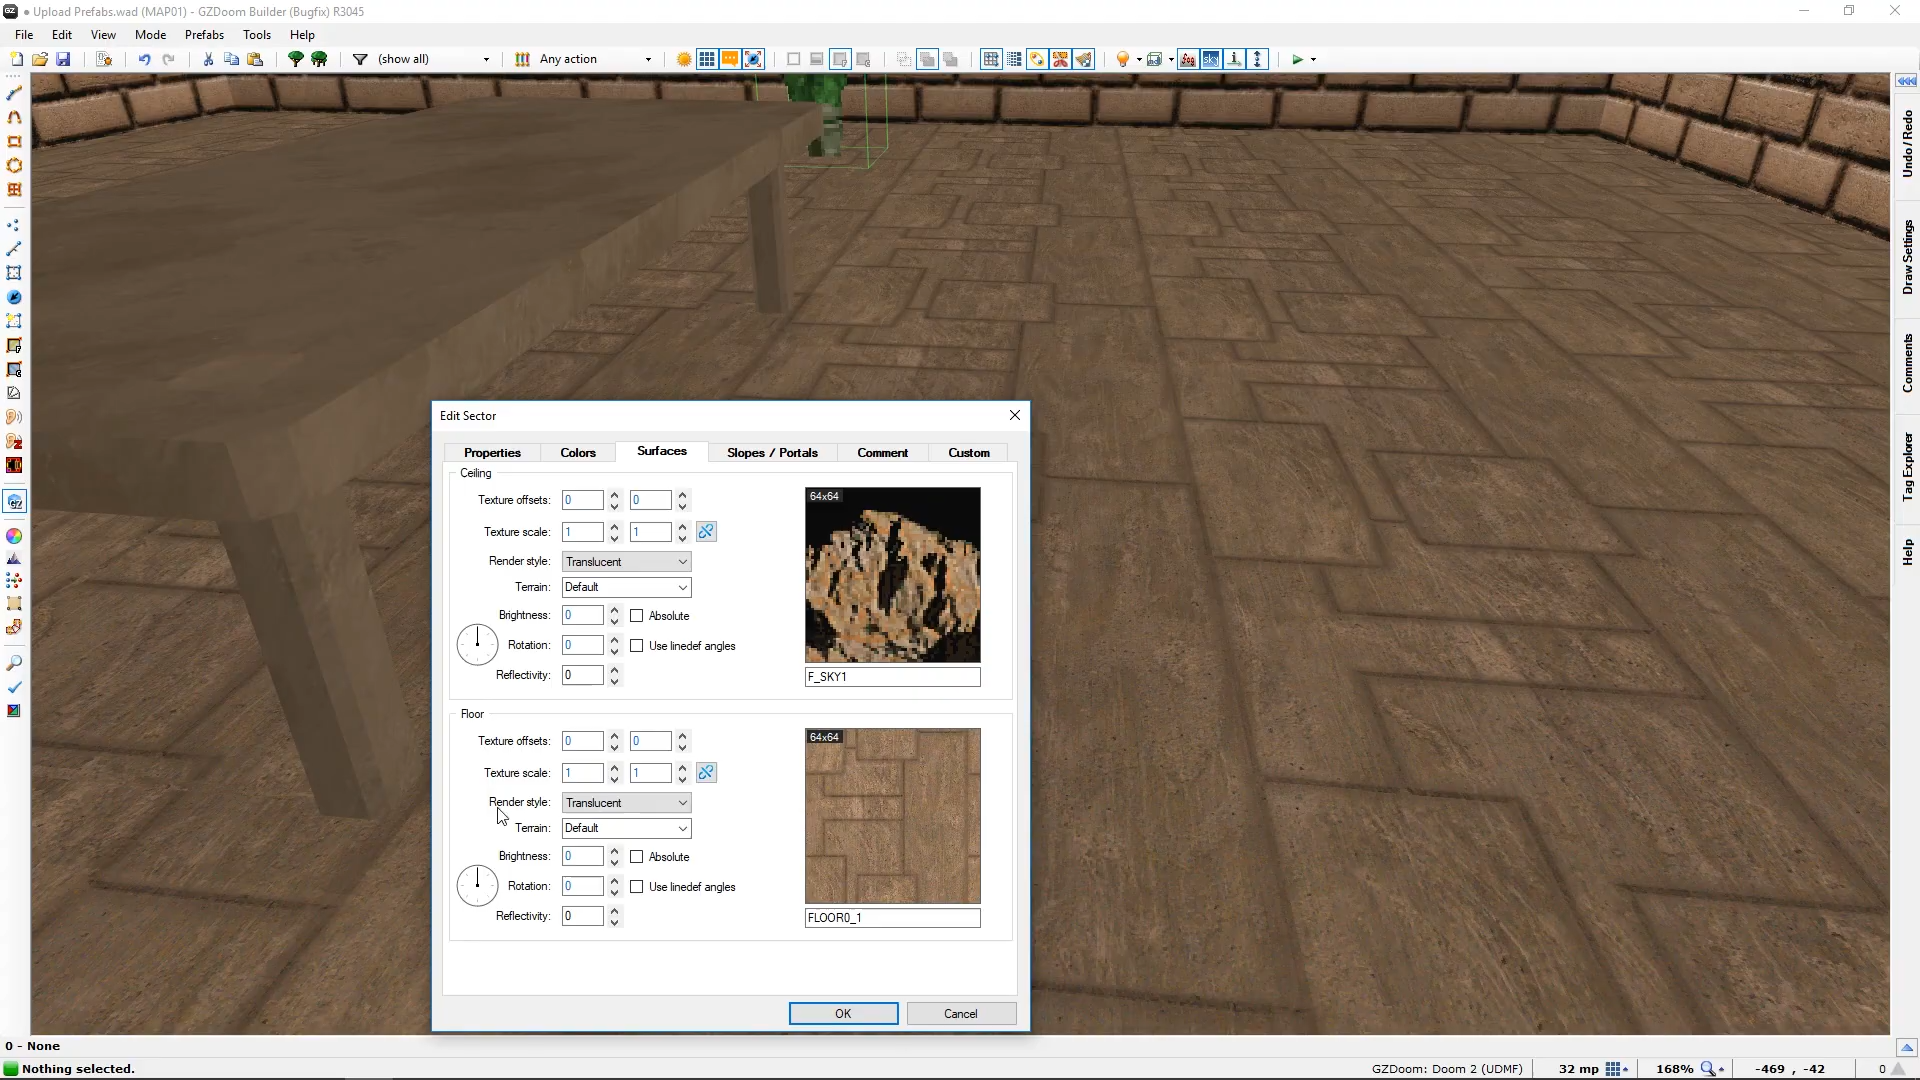 Upload Prefabs.wad (MAP01) - GZDoom Builder (Bugfix) R3045
File Edit View Mode Prefabs Tools Help
(show all) Any action
Undo / Redo
Draw Settings
Comments
Tag Explorer
Help
Edit Sector
Properties Colors Surfaces Slopes / Portals Comment Custom
Ceiling
Texture offsets: 0 0
64x64
Texture scale: 1 1
Render style: Translucent
Terrain: Default
Brightness: 0 Absolute
Rotation: 0 Use linedef angles
Reflectivity: 0
F_SKY1
Floor
Texture offsets: 0 0
64x64
Texture scale: 1 1
Render style: Translucent
Terrain: Default
Brightness: 0 Absolute
Rotation: 0 Use linedef angles
Reflectivity: 0
FLOOR0_1
OK Cancel
0 - None
Nothing selected.
GZDoom: Doom 2 (UDMF) 32 mp 168% -469 , -42 0